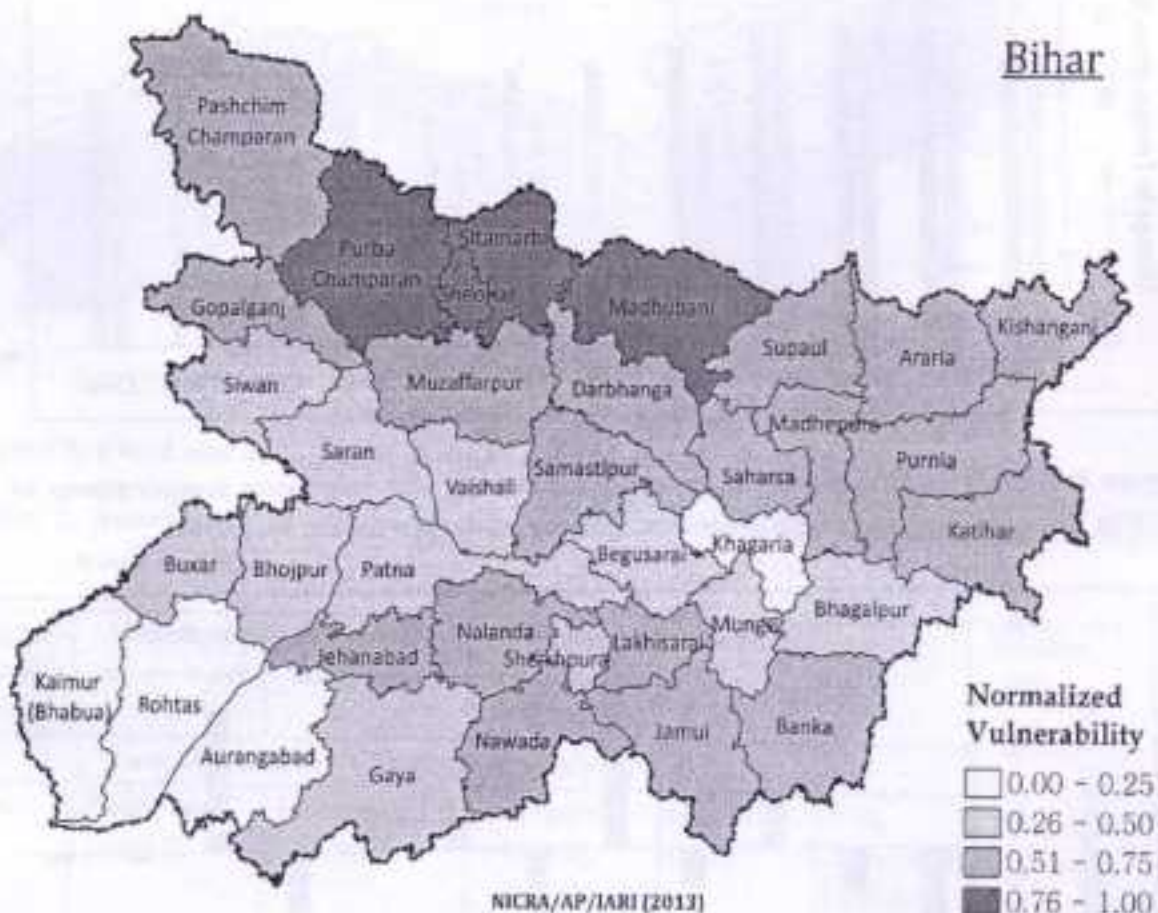 Bihar
Pashchim
Champaran
Purba
Champaran
Sitamarhi
Sheohar
Madhubani
Gopalganj
Siwan
Muzaffarpur
Darbhanga
Supaul
Araria
Kishanganj
Madhepura
Saran
Vaishali
Samastipur
Saharsa
Purnia
Katihar
Buxar
Bhojpur
Patna
Begusarai
Khagaria
Bhagalpur
Munger
Jehanabad
Nalanda
Sheikhpura
Lakhisarai
Kaimur
(Bhabua)
Rohtas
Aurangabad
Gaya
Nawada
Jamui
Banka
Normalized
Vulnerability
0.00 - 0.25
0.26 - 0.50
0.51 - 0.75
0.76 - 1.00
NICRA/AP/IARI (2013)